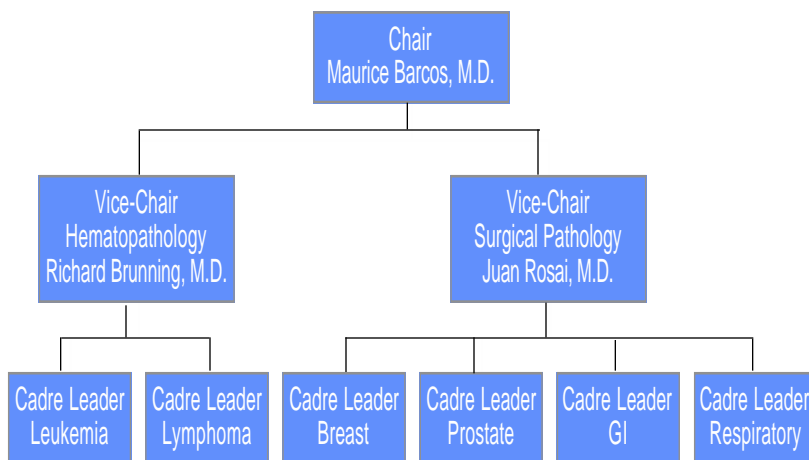 Chair
Maurice Barcos, M.D.
Vice-Chair
Hematopathology
Richard Brunning, M.D.
Vice-Chair
Surgical Pathology
Juan Rosai, M.D.
Cadre Leader
Leukemia
Cadre Leader
Lymphoma
Cadre Leader
Breast
Cadre Leader
Prostate
Cadre Leader
GI
Cadre Leader
Respiratory